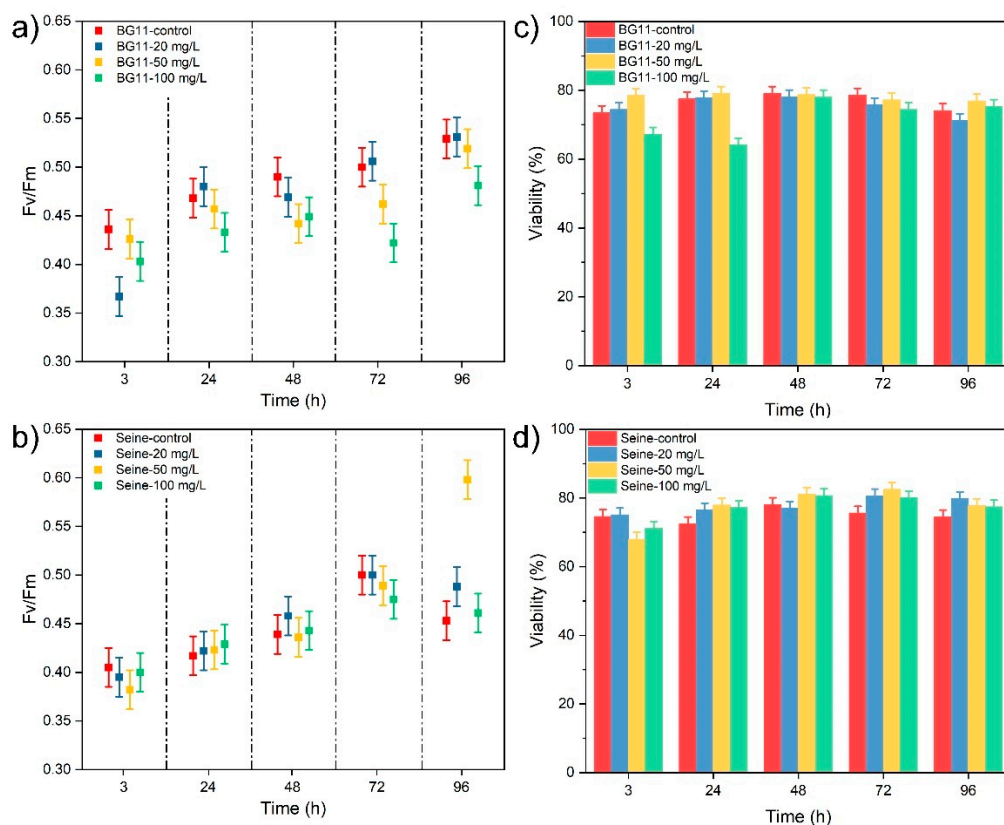 a)
0.65
0.60
0.55
0.50
0.45
0.40
0.35
0.30
Fv/Fm
BG11-control
BG11-20 mg/L
BG11-50 mg/L
BG11-100 mg/L
3 24 48 72 96
Time (h)
c)
100
80
60
40
20
0
Viability (%)
BG11-control
BG11-20 mg/L
BG11-50 mg/L
BG11-100 mg/L
3 24 48 72 96
Time (h)
b)
0.65
0.60
0.55
0.50
0.45
0.40
0.35
0.30
Fv/Fm
Seine-control
Seine-20 mg/L
Seine-50 mg/L
Seine-100 mg/L
3 24 48 72 96
Time (h)
d)
100
80
60
40
20
0
Viability (%)
Seine-control
Seine-20 mg/L
Seine-50 mg/L
Seine-100 mg/L
3 24 48 72 96
Time (h)